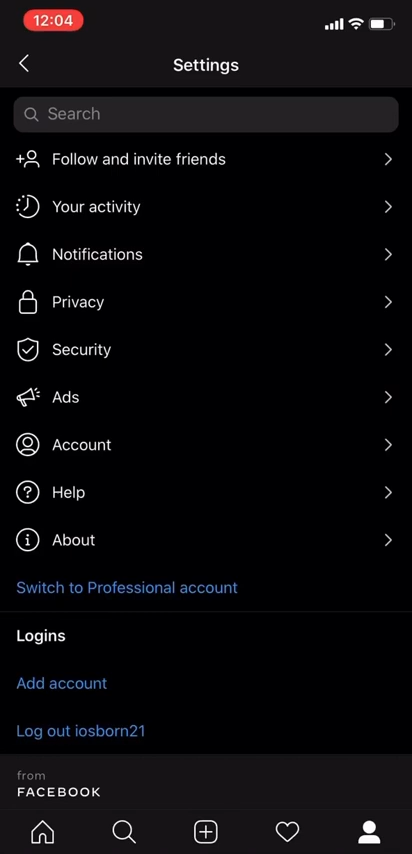 12:04
Settings
Search
Follow and invite friends
Your activity
Notifications
Privacy
Security
Ads
Account
Help
About
Switch to Professional account
Logins
Add account
Log out iosborn21
from
FACEBOOK